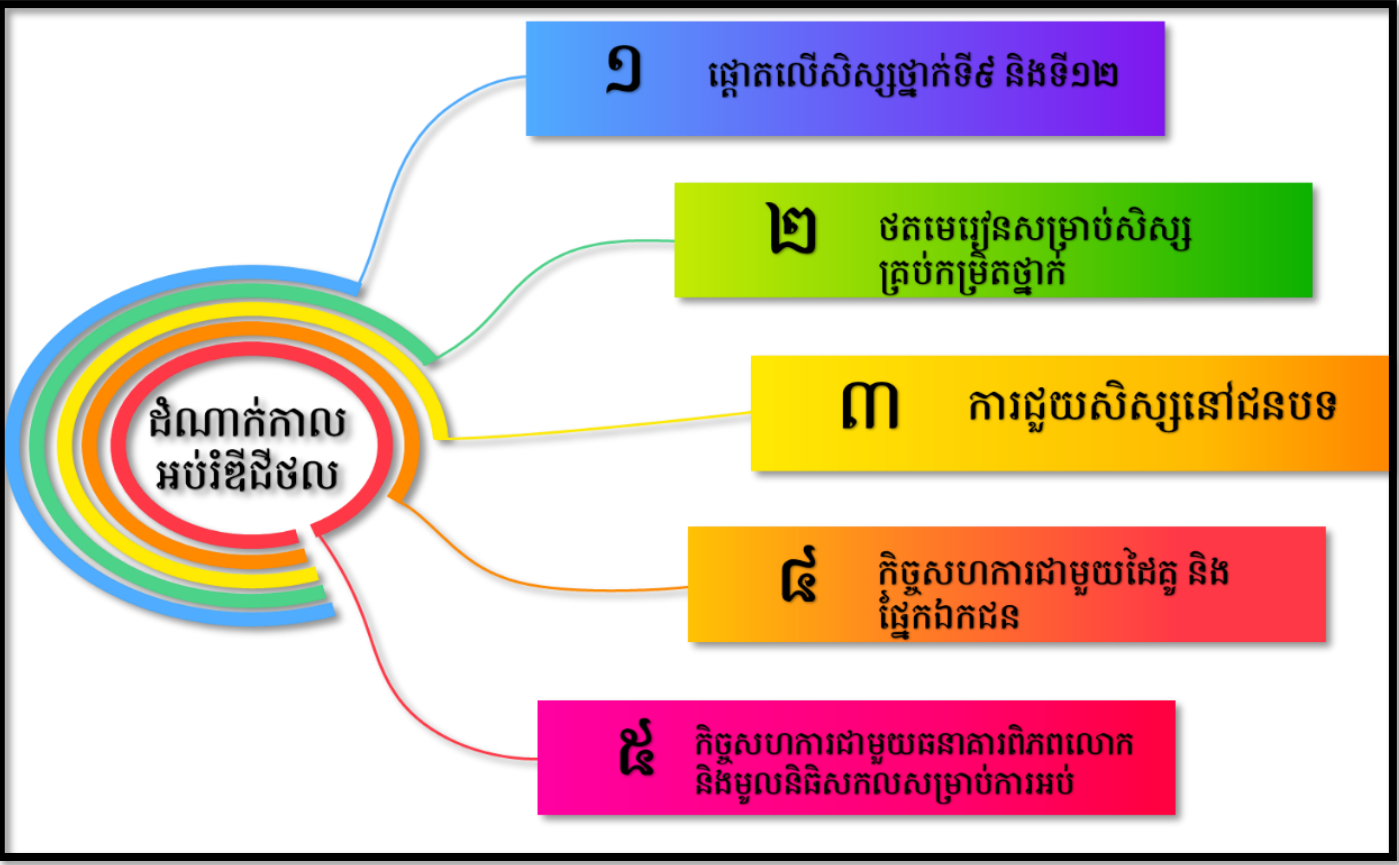 ដំណាក់កាល
អប់រំឌីជីថល
១ ផ្តោតលើសិស្សថ្នាក់ទី៩ និងទី១២
២ ថតមេរៀនសម្រាប់សិស្ស
គ្រប់កម្រិតថ្នាក់
៣ ការជួយសិស្សនៅជនបទ
៤ កិច្ចសហការជាមួយដៃគូ និង
ផ្នែកឯកជន
៥ កិច្ចសហការជាមួយធនាគារពិភពលោក
និងមូលនិធិសកលសម្រាប់ការអប់